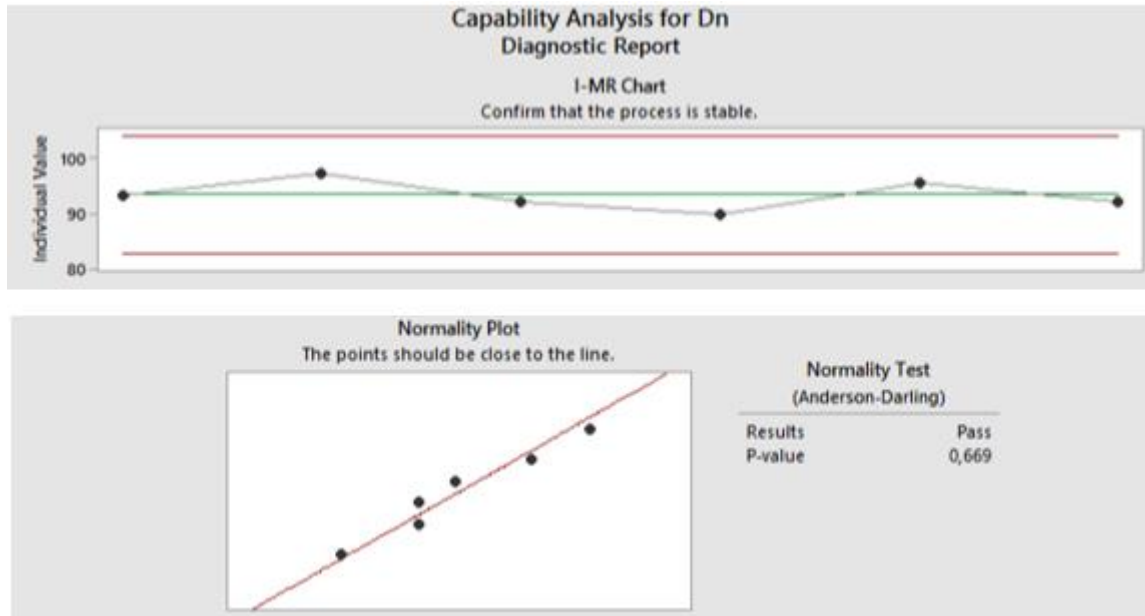 Capability Analysis for Dn
Diagnostic Report
I-MR Chart
Confirm that the process is stable.
Individual Value
100
90
80
Normality Plot
The points should be close to the line.
Normality Test
(Anderson-Darling)
Results Pass
P-value 0,669